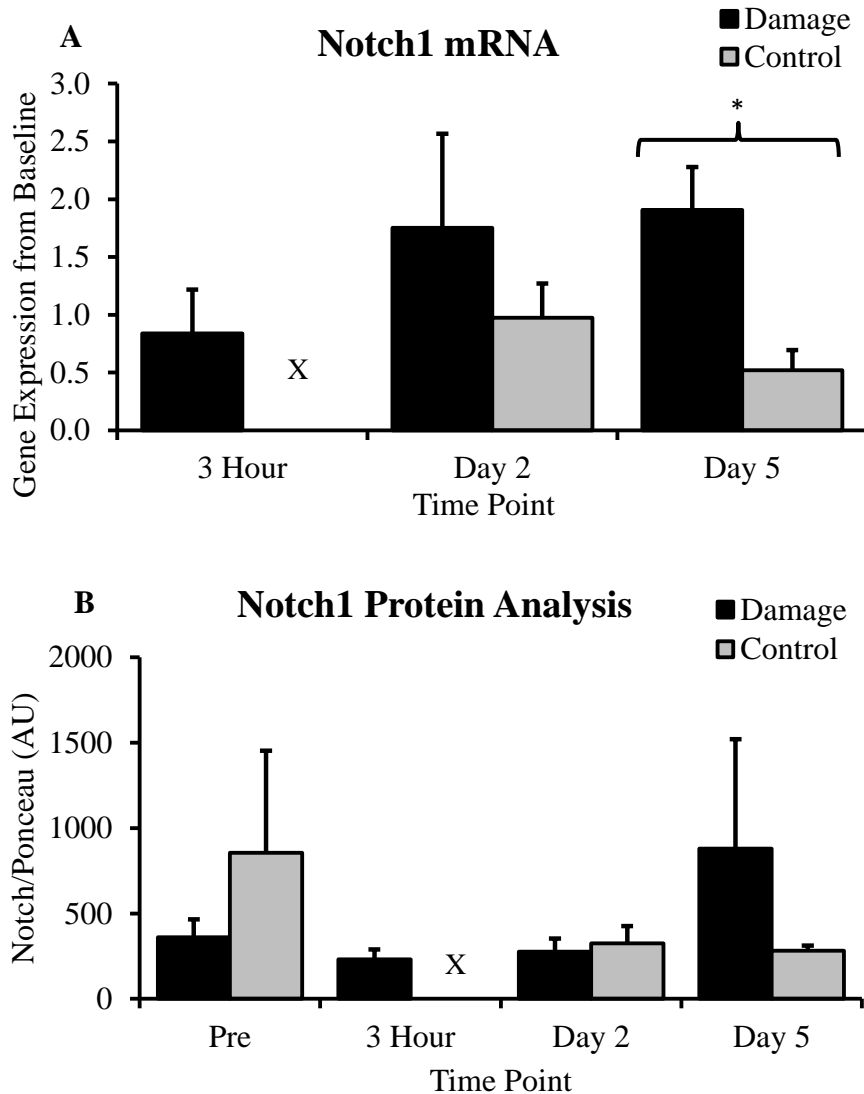 A
Notch1 mRNA
Damage
Control
Gene Expression from Baseline
3.0
2.5
2.0
1.5
1.0
0.5
0.0
*
X
3 Hour
Day 2
Day 5
Time Point
B
Notch1 Protein Analysis
Damage
Control
Notch/Ponceau (AU)
2000
1500
1000
500
0
X
Pre
3 Hour
Day 2
Day 5
Time Point